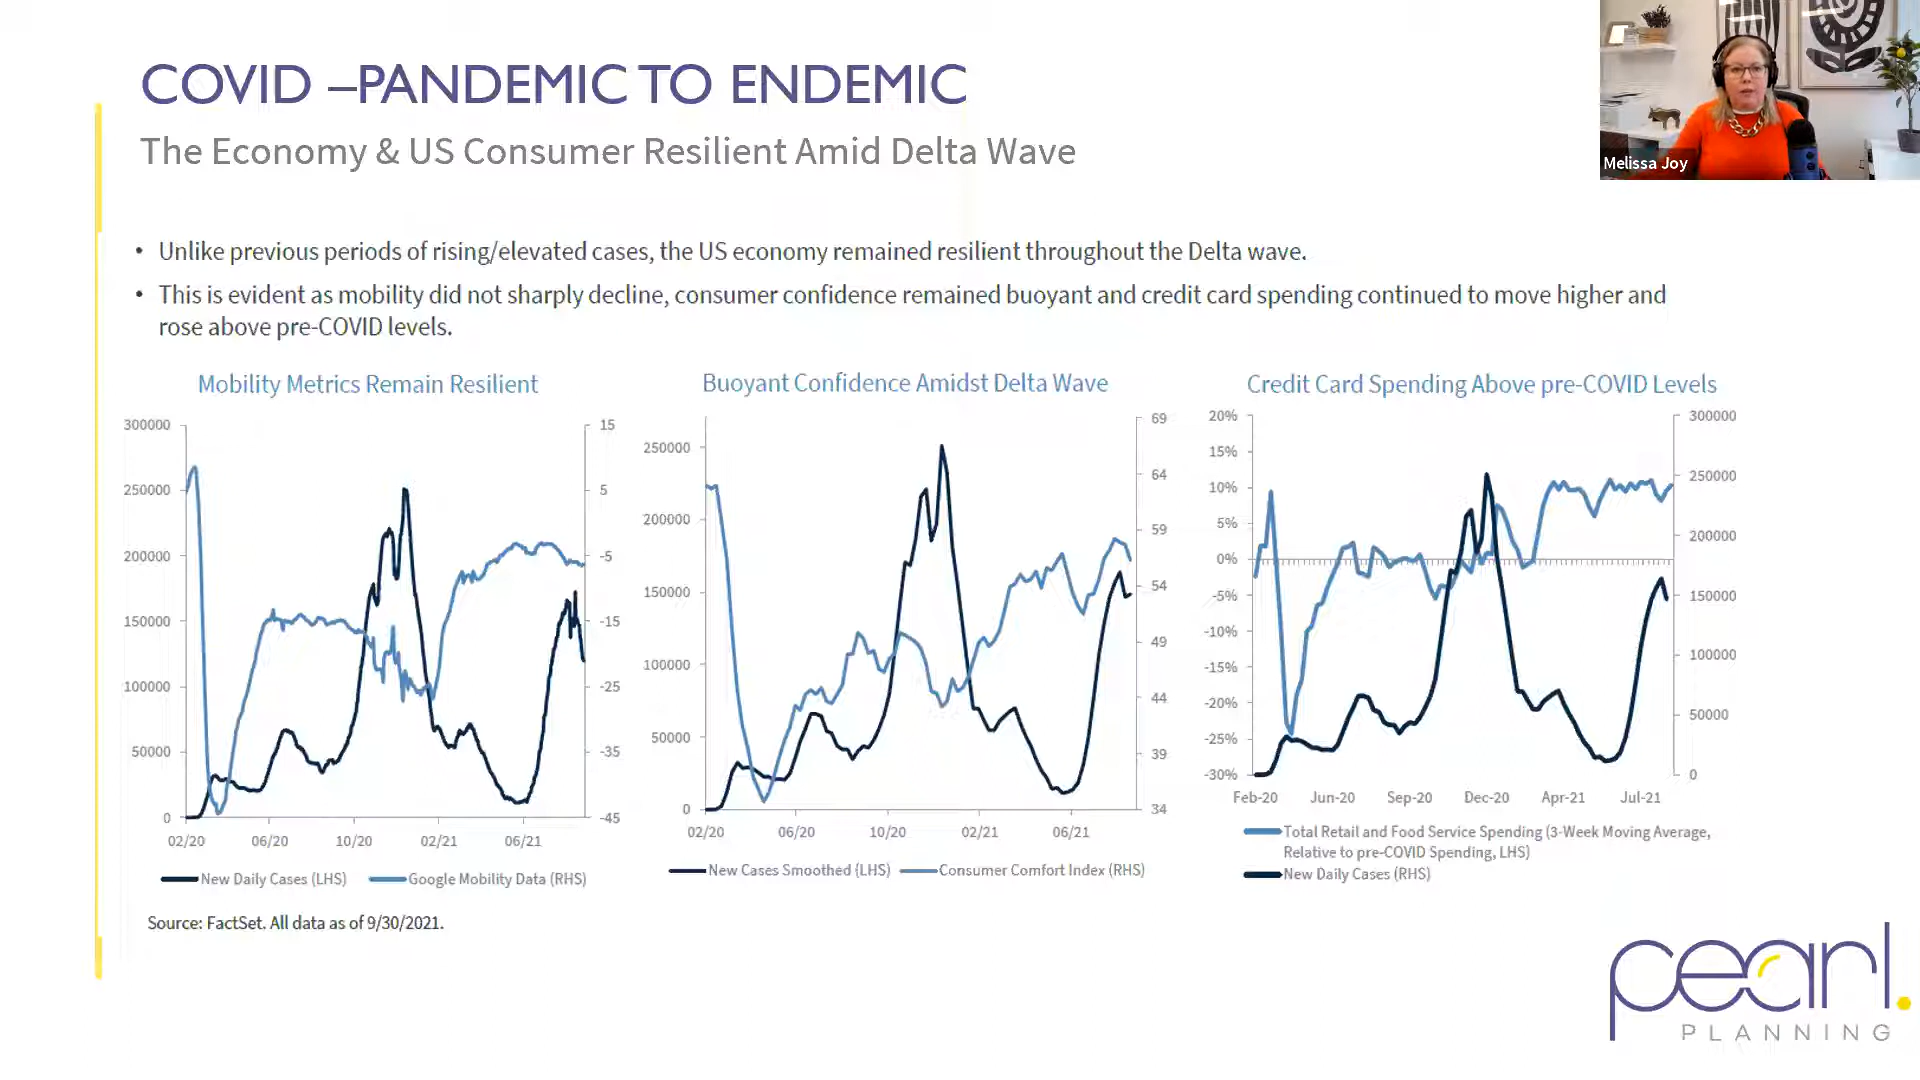 COVID –PANDEMIC TO ENDEMIC
The Economy & US Consumer Resilient Amid Delta Wave
Melissa Joy
• Unlike previous periods of rising/elevated cases, the US economy remained resilient throughout the Delta wave.
• This is evident as mobility did not sharply decline, consumer confidence remained buoyant and credit card spending continued to move higher and
rose above pre-COVID levels.
Mobility Metrics Remain Resilient
300000
250000
200000
150000
100000
50000
0
15
5
-5
-15
-25
-35
-45
02/20 06/20 10/20 02/21 06/21
New Daily Cases (LHS) Google Mobility Data (RHS)
Buoyant Confidence Amidst Delta Wave
250000
200000
150000
100000
50000
0
69
64
59
54
49
44
39
34
02/20 06/20 10/20 02/21 06/21
New Cases Smoothed (LHS) Consumer Comfort Index (RHS)
Credit Card Spending Above pre-COVID Levels
20%
15%
10%
5%
0%
-5%
-10%
-15%
-20%
-25%
-30%
300000
250000
200000
150000
100000
50000
0
Feb-20 Jun-20 Sep-20 Dec-20 Apr-21 Jul-21
Total Retail and Food Service Spending (3-Week Moving Average,
Relative to pre-COVID Spending, LHS)
New Daily Cases (RHS)
Source: FactSet. All data as of 9/30/2021.
pearl.
PLANNING